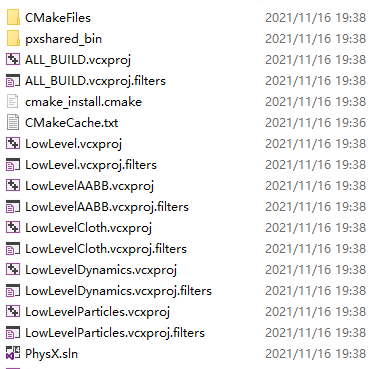 CMakeFiles 2021/11/16 19:38
pxshared_bin 2021/11/16 19:38
ALL_BUILD.vcxproj 2021/11/16 19:38
ALL_BUILD.vcxproj.filters 2021/11/16 19:38
cmake_install.cmake 2021/11/16 19:38
CMakeCache.txt 2021/11/16 19:36
LowLevel.vcxproj 2021/11/16 19:38
LowLevel.vcxproj.filters 2021/11/16 19:38
LowLevelAABB.vcxproj 2021/11/16 19:38
LowLevelAABB.vcxproj.filters 2021/11/16 19:38
LowLevelCloth.vcxproj 2021/11/16 19:38
LowLevelCloth.vcxproj.filters 2021/11/16 19:38
LowLevelDynamics.vcxproj 2021/11/16 19:38
LowLevelDynamics.vcxproj.filters 2021/11/16 19:38
LowLevelParticles.vcxproj 2021/11/16 19:38
LowLevelParticles.vcxproj.filters 2021/11/16 19:38
PhysX.sln 2021/11/16 19:38